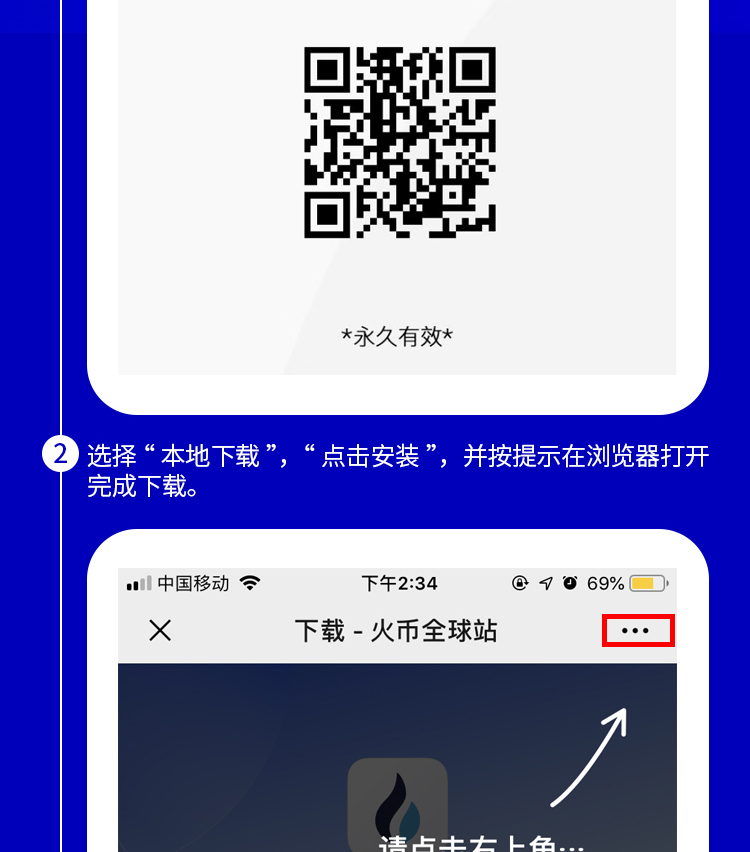 *永久有效*
2 选择“本地下载”，“点击安装”，并按提示在浏览器打开
完成下载。
中国移动 下午2:34 69%
下载 - 火币全球站
请点击右上角...